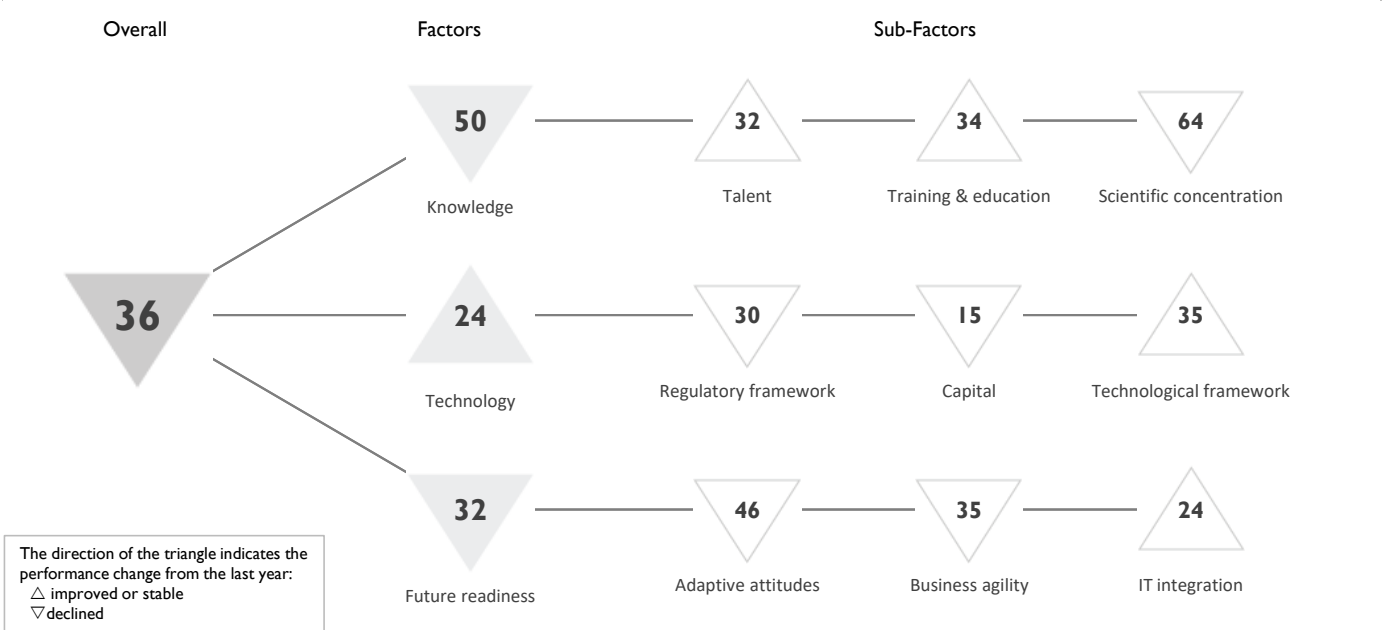 Overall
Factors
Sub-Factors
50
32
34
64
Knowledge
Talent
Training & education
Scientific concentration
36
24
30
15
35
Technology
Regulatory framework
Capital
Technological framework
32
46
35
24
Future readiness
Adaptive attitudes
Business agility
IT integration
The direction of the triangle indicates the
performance change from the last year:
△ improved or stable
▽ declined